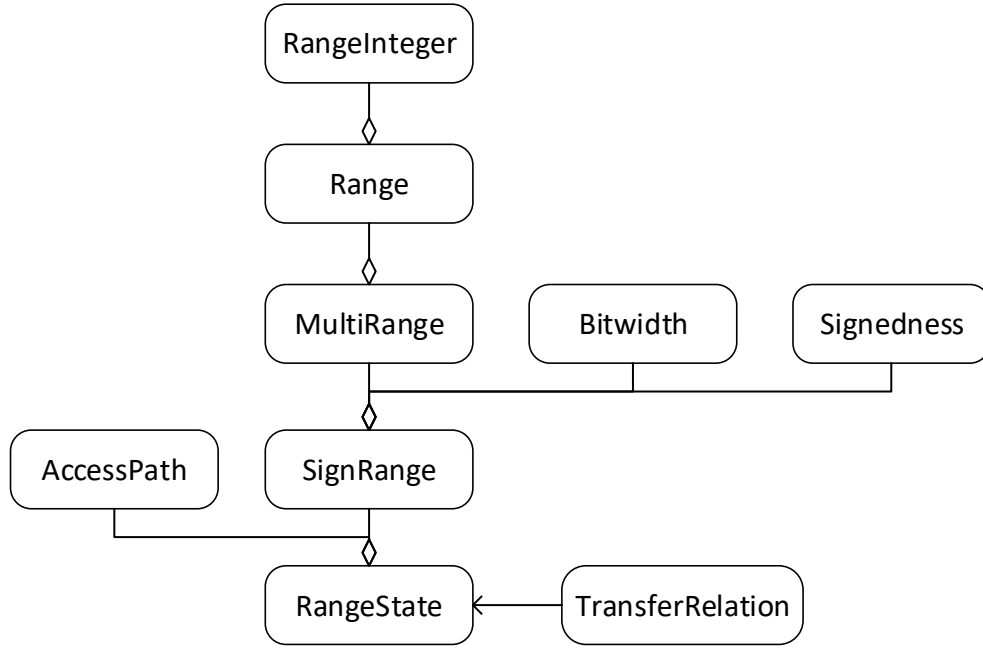 RangeInteger
Range
MultiRange
Bitwidth
Signedness
AccessPath
SignRange
RangeState
TransferRelation